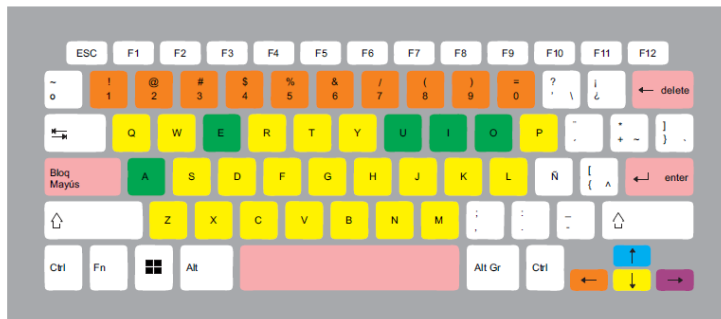 ESC F1 F2 F3 F4 F5 F6 F7 F8 F9 F10 F11 F12
~ ! @ # $ % & / ( ) = ? ¡
o 1 2 3 4 5 6 7 8 9 0 ' \ ¿ ← delete
Q W E R T Y U I O P ¨ * ]
. + ~ } .
Bloq
Mayús A S D F G H J K L Ñ [ { ^ enter
Z X C V B N M ; , : . _ -
Ctrl Fn Alt Alt Gr Ctrl ← ↑ ↓ →